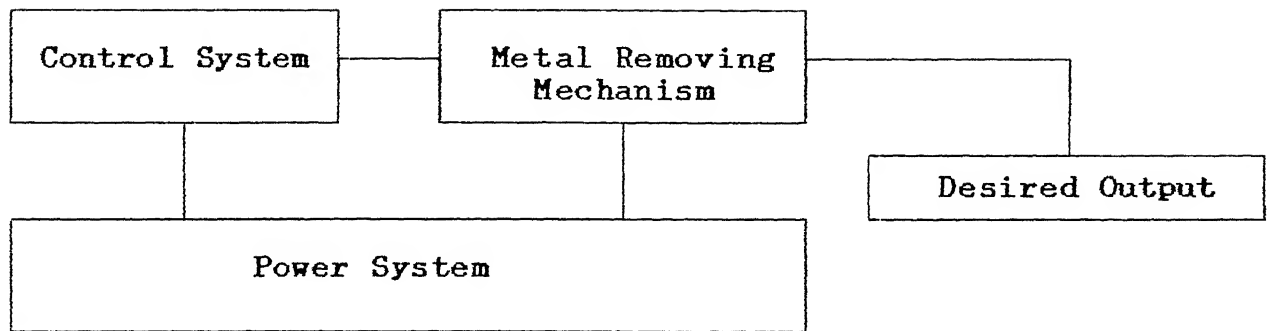 Control System
Metal Removing
Mechanism
Desired Output
Power System